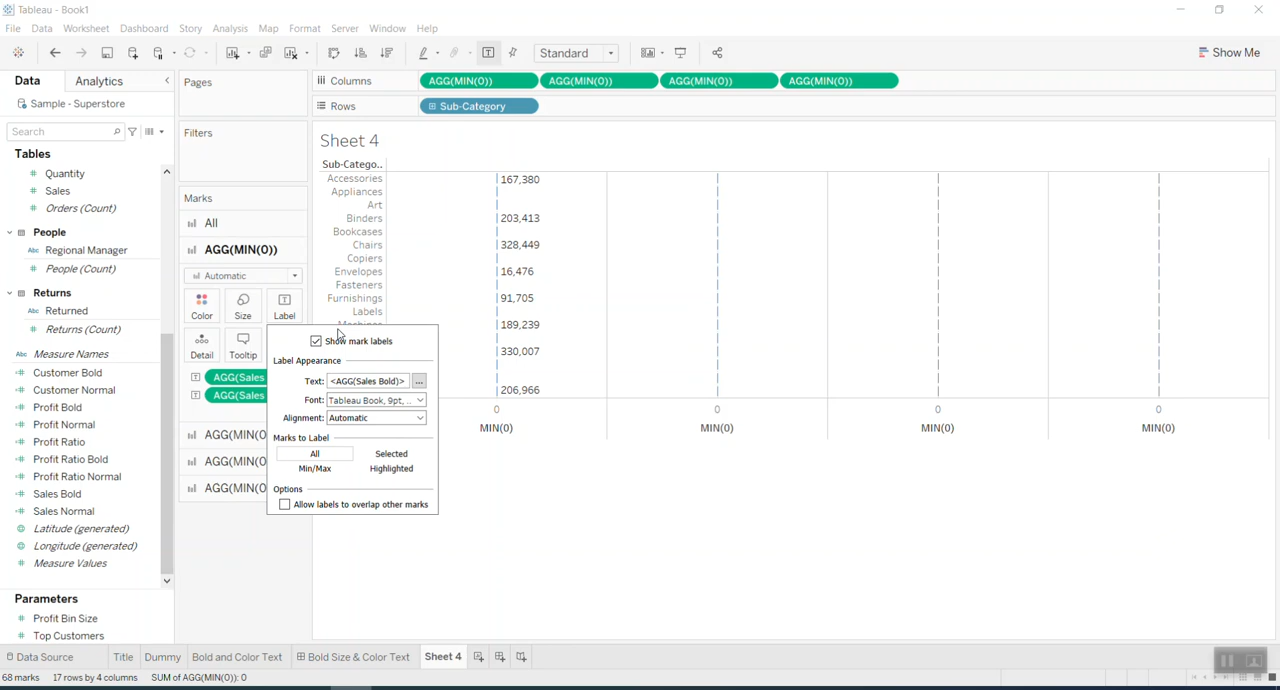 Tableau - Book1
File Data Worksheet Dashboard Story Analysis Map Format Server Window Help
Standard
Show Me
Data
Analytics
Pages
Columns
AGG(MIN(0))
AGG(MIN(0))
AGG(MIN(0))
AGG(MIN(0))
Sample - Superstore
Rows
Sub-Category
Search
Filters
Tables
Quantity
Sales
Orders (Count)
People
Regional Manager
People (Count)
Returns
Returned
Returns (Count)
Measure Names
Customer Bold
Customer Normal
Profit Bold
Profit Normal
Profit Ratio
Profit Ratio Bold
Profit Ratio Normal
Sales Bold
Sales Normal
Latitude (generated)
Longitude (generated)
Measure Values
Parameters
Profit Bin Size
Top Customers
Marks
All
AGG(MIN(0))
Automatic
Color
Size
Label
Detail
Tooltip
AGG(Sales
AGG(Sales
AGG(MIN(0
AGG(MIN(0
AGG(MIN(0
Show mark labels
Label Appearance
Text: <AGG(Sales Bold)> ...
Font: Tableau Book, 9pt, ..
Alignment: Automatic
Marks to Label
All
Selected
Min/Max
Highlighted
Options
Allow labels to overlap other marks
Sheet 4
Sub-Catego..
Accessories 167,380
Appliances
Art
Binders 203,413
Bookcases
Chairs 328,449
Copiers
Envelopes 16,476
Fasteners
Furnishings 91,705
Labels
Machines 189,239
330,007
206,966
0 0 0 0
MIN(0) MIN(0) MIN(0) MIN(0)
Data Source
Title
Dummy
Bold and Color Text
Bold Size & Color Text
Sheet 4
68 marks 17 rows by 4 columns SUM of AGG(MIN(0)): 0